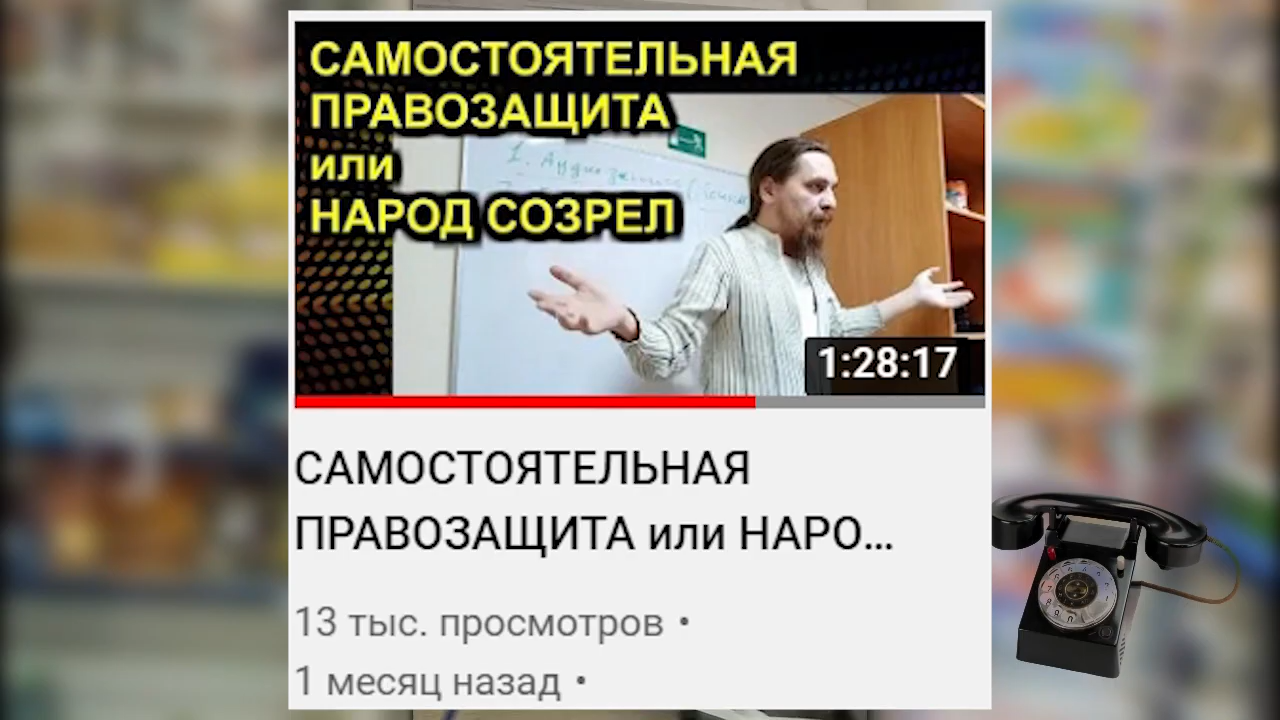 САМОСТОЯТЕЛЬНАЯ
ПРАВОЗАЩИТА
или
НАРОД СОЗРЕЛ
1:28:17
САМОСТОЯТЕЛЬНАЯ
ПРАВОЗАЩИТА или НАРО...
13 тыс. просмотров •
1 месяц назад •